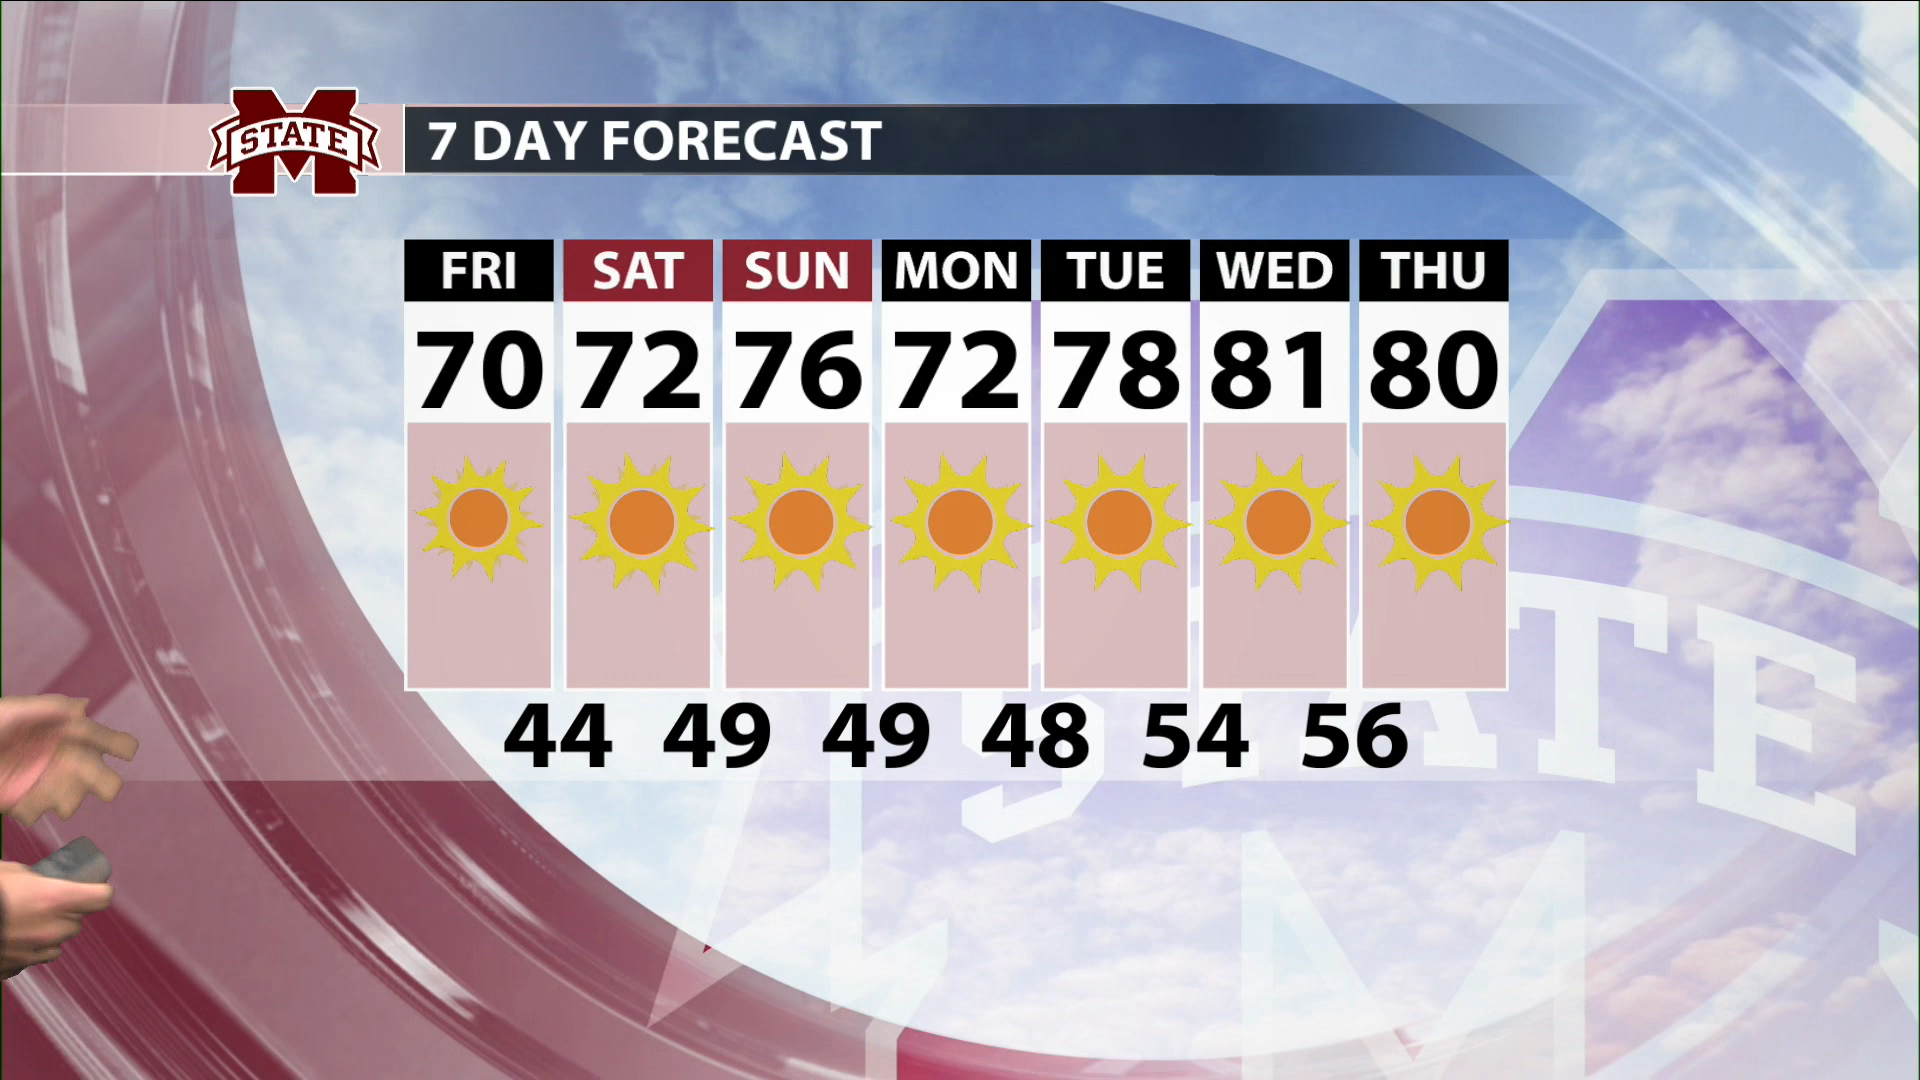 STATE
7 DAY FORECAST
FRI SAT SUN MON TUE WED THU
70 72 76 72 78 81 80
44 49 49 48 54 56
STATE
M